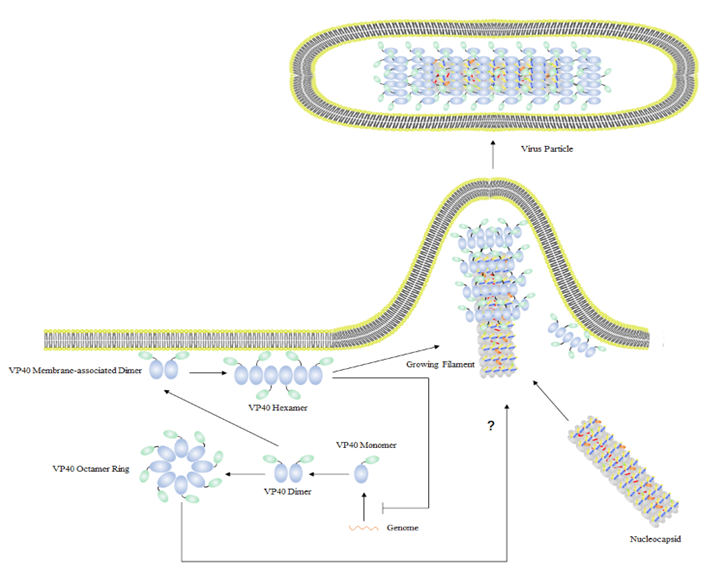 Virus Particle
Growing Filament
VP40 Membrane-associated Dimer
VP40 Hexamer
?
VP40 Monomer
VP40 Octamer Ring
VP40 Dimer
Genome
Nucleocapsid